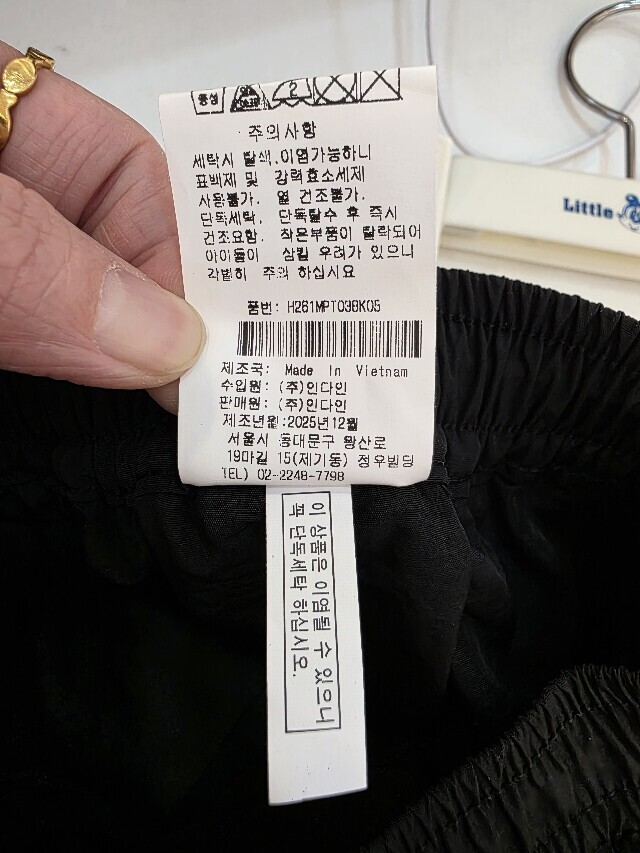 중성
2
주의사항
세탁시 탈색,이염가능하니
표백제 및 강력효소세제
사용불가. 열 건조불가.
단독세탁, 단독탈수 후 즉시
건조요함. 작은부품이 탈락되어
아이들이 삼킬 우려가 있으니
각별히 주의 하십시요
품번: H261MPT038K05
제조국: Made In Vietnam
수입원: (주)인다인
판매원: (주)인다인
제조년월:2025년12월
서울시 동대문구 왕산로
19마길 15(제기동) 정우빌딩
TEL) 02-2248-7798
이 상품은 이염될 수 있으니
꼭 단독세탁 하십시요.
Little